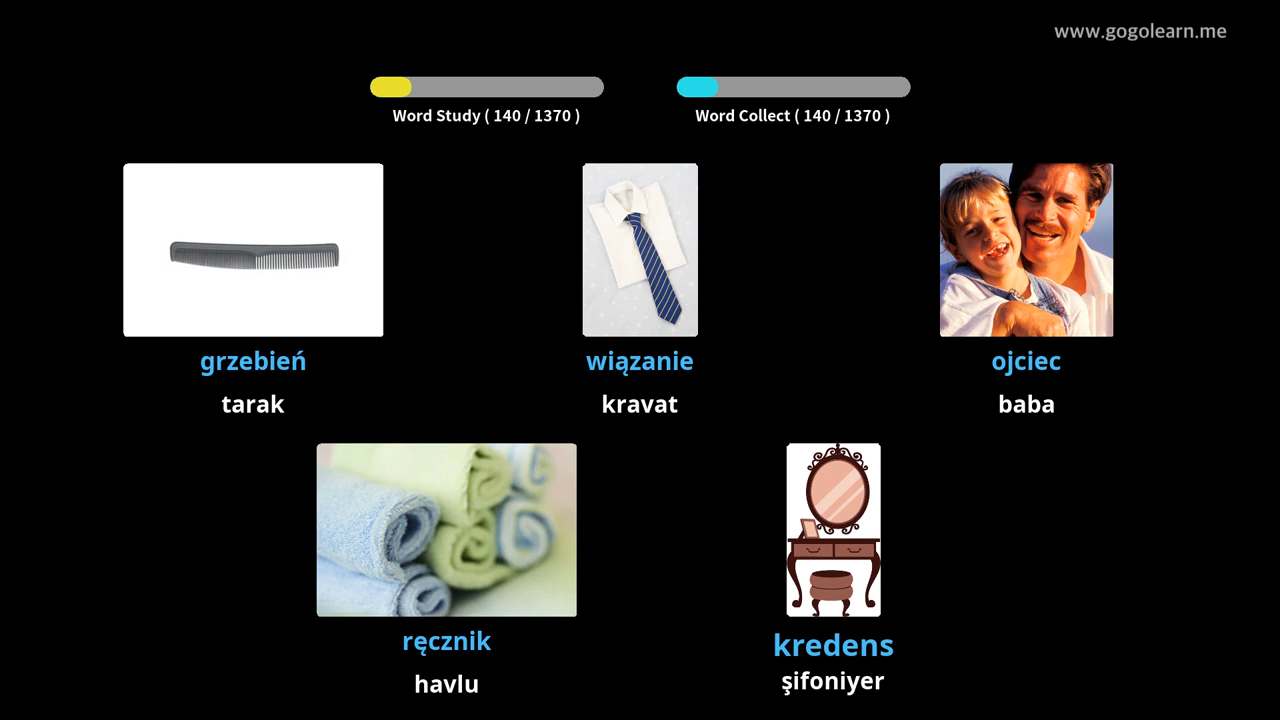 www.gogolearn.me
Word Study ( 140 / 1370 )
Word Collect ( 140 / 1370 )
grzebień
tarak
wiązanie
kravat
ojciec
baba
ręcznik
havlu
kredens
şifoniyer